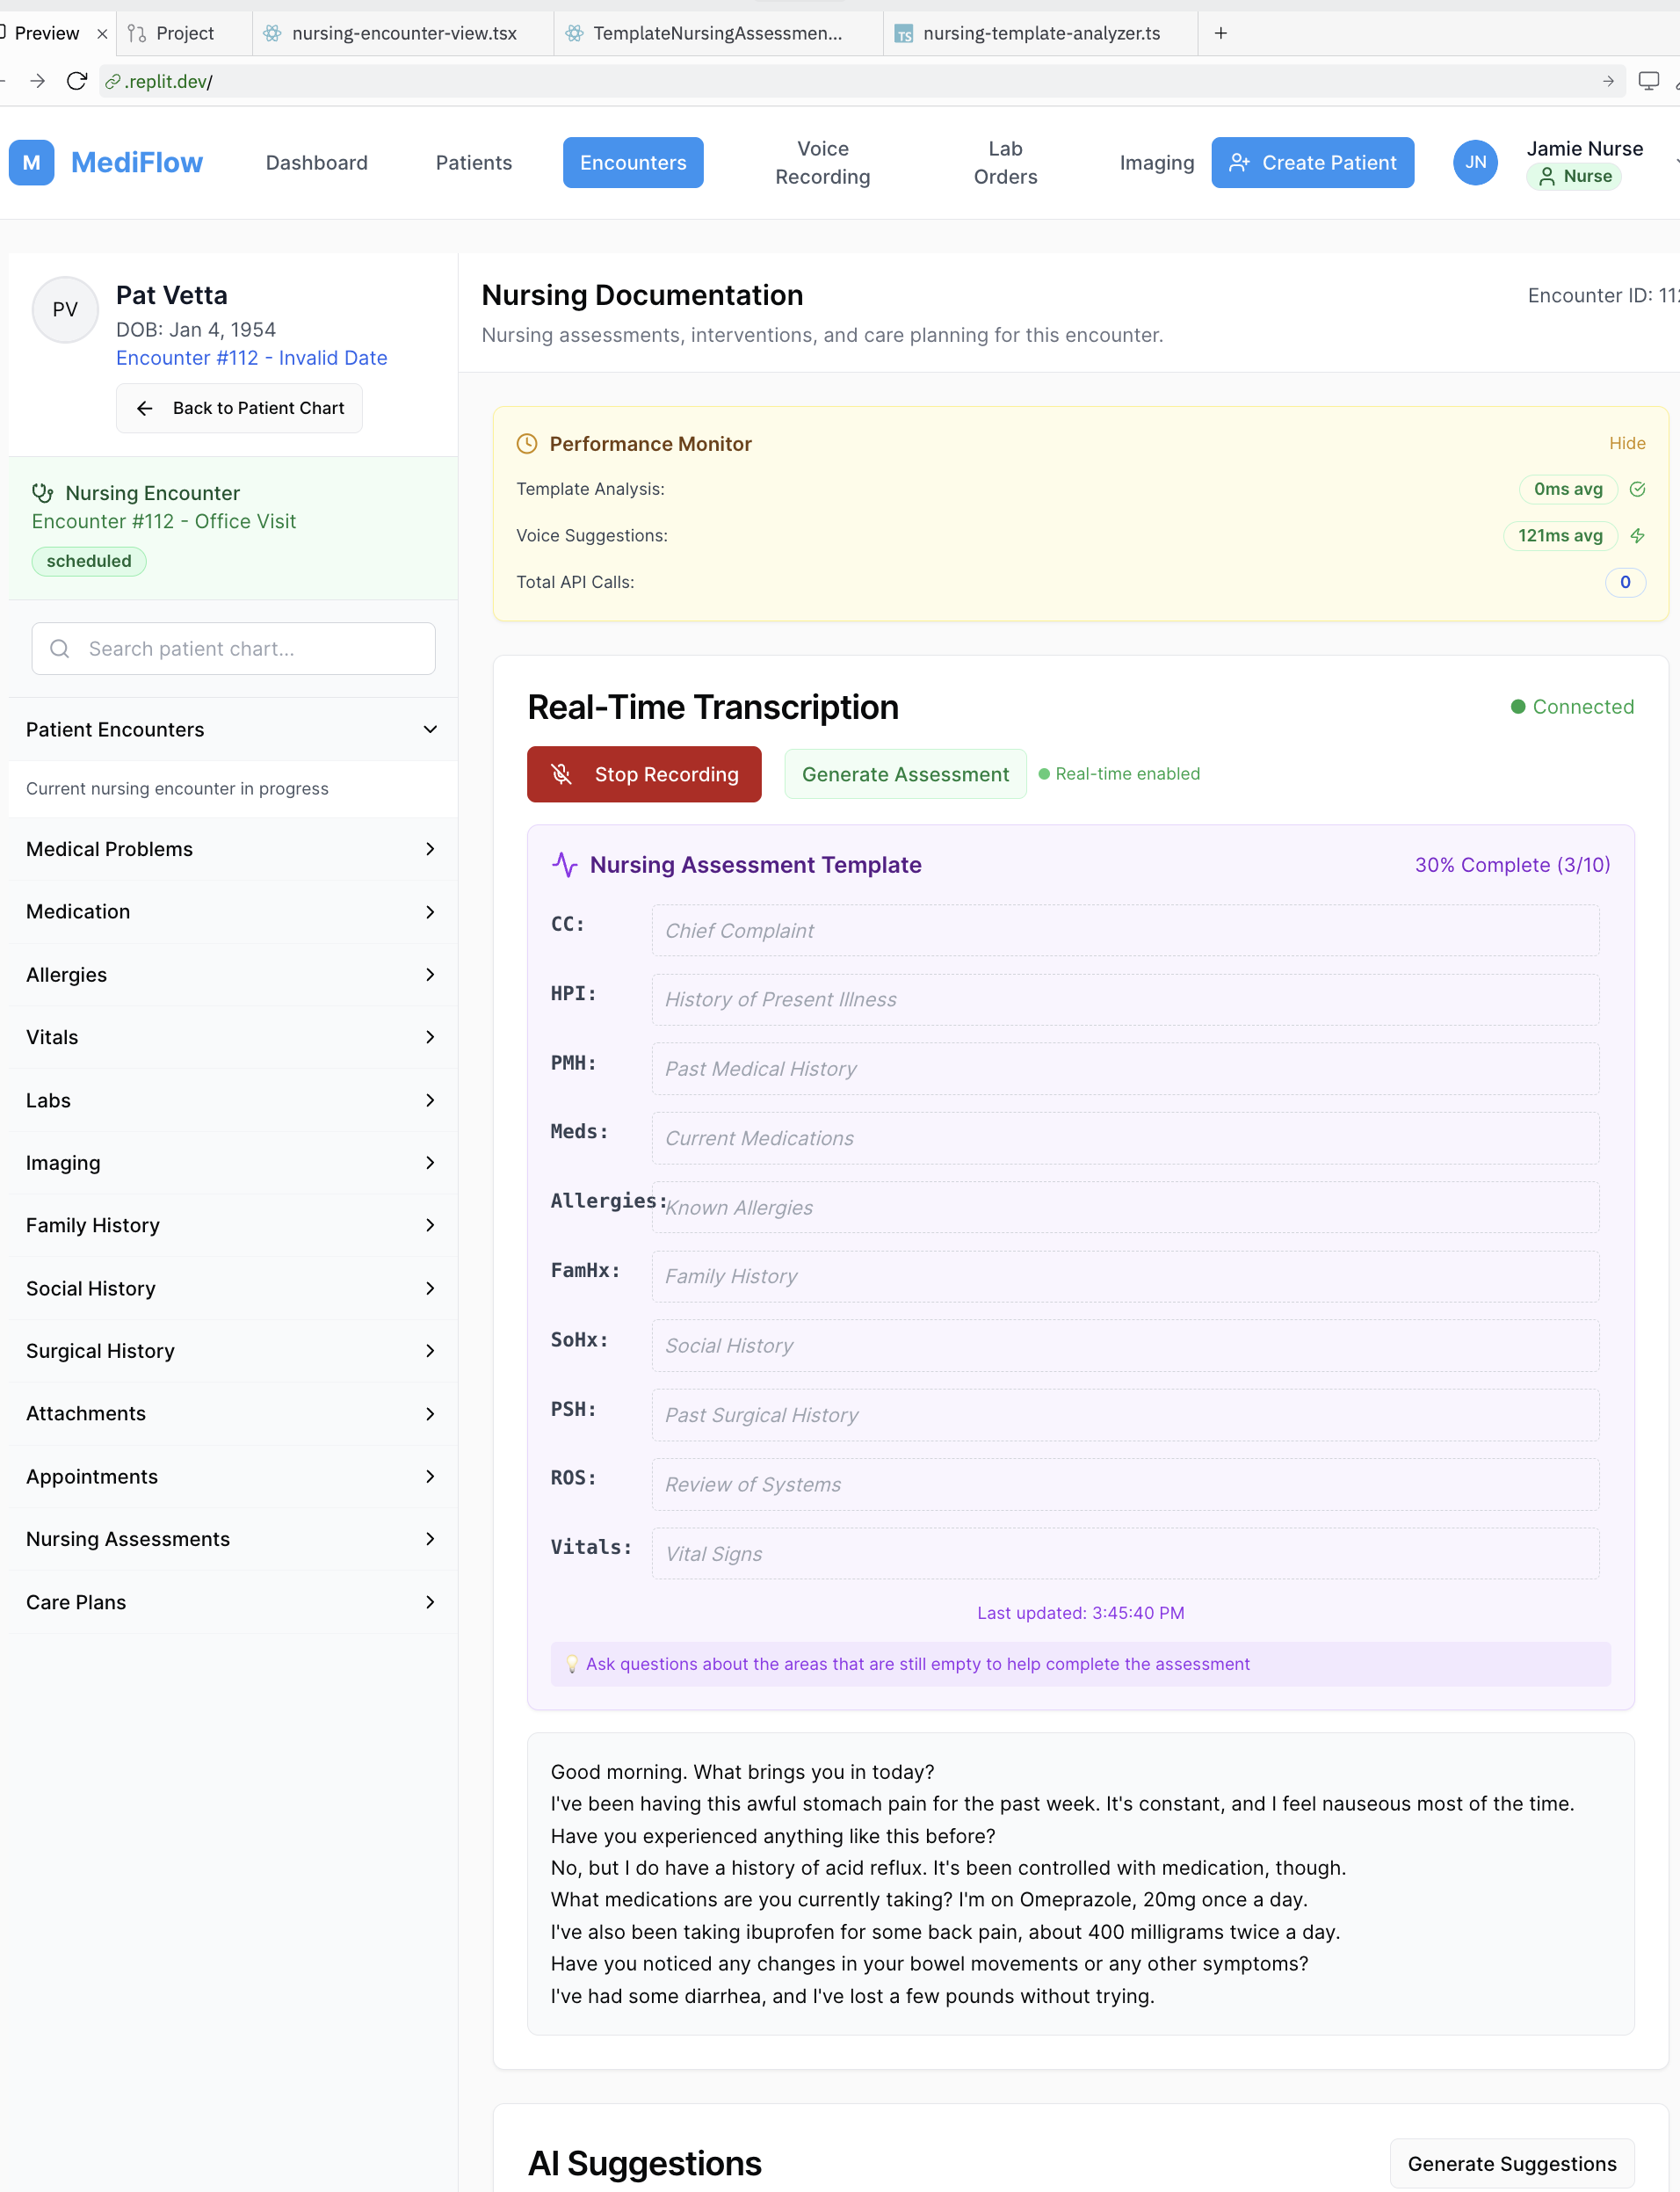 Preview
Project
nursing-encounter-view.tsx
TemplateNursingAssessmen...
TS
nursing-template-analyzer.ts
.replit.dev/
M
MediFlow
Dashboard
Patients
Encounters
Voice
Recording
Lab
Orders
Imaging
Create Patient
JN
Jamie Nurse
Nurse
PV
Pat Vetta
DOB: Jan 4, 1954
Encounter #112 - Invalid Date
Back to Patient Chart
Nursing Encounter
Encounter #112 - Office Visit
scheduled
Search patient chart...
Patient Encounters
Current nursing encounter in progress
Medical Problems
Medication
Allergies
Vitals
Labs
Imaging
Family History
Social History
Surgical History
Attachments
Appointments
Nursing Assessments
Care Plans
Nursing Documentation
Encounter ID:
Nursing assessments, interventions, and care planning for this encounter.
Performance Monitor
Hide
Template Analysis:
0ms avg
Voice Suggestions:
121ms avg
Total API Calls:
0
Real-Time Transcription
Connected
Stop Recording
Generate Assessment
Real-time enabled
Nursing Assessment Template
30% Complete (3/10)
CC:
Chief Complaint
HPI:
History of Present Illness
PMH:
Past Medical History
Meds:
Current Medications
Allergies:
Known Allergies
FamHx:
Family History
SoHx:
Social History
PSH:
Past Surgical History
ROS:
Review of Systems
Vitals:
Vital Signs
Last updated: 3:45:40 PM
Ask questions about the areas that are still empty to help complete the assessment
Good morning. What brings you in today?
I've been having this awful stomach pain for the past week. It's constant, and I feel nauseous most of the time.
Have you experienced anything like this before?
No, but I do have a history of acid reflux. It's been controlled with medication, though.
What medications are you currently taking? I'm on Omeprazole, 20mg once a day.
I've also been taking ibuprofen for some back pain, about 400 milligrams twice a day.
Have you noticed any changes in your bowel movements or any other symptoms?
I've had some diarrhea, and I've lost a few pounds without trying.
AI Suggestions
Generate Suggestions